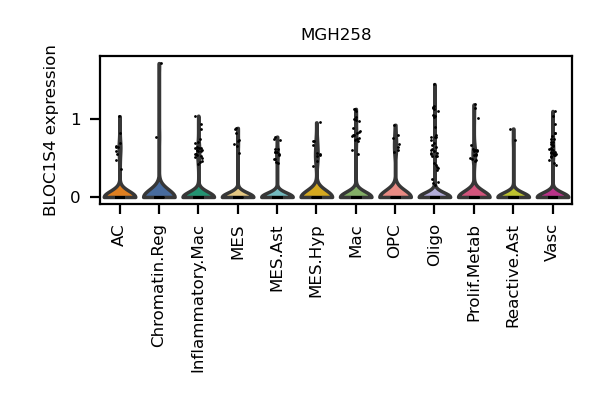 MGH258
BLOC1S4 expression
1
0
AC
Chromatin.Reg
Inflammatory.Mac
MES
MES.Ast
MES.Hyp
Mac
OPC
Oligo
Prolif.Metab
Reactive.Ast
Vasc